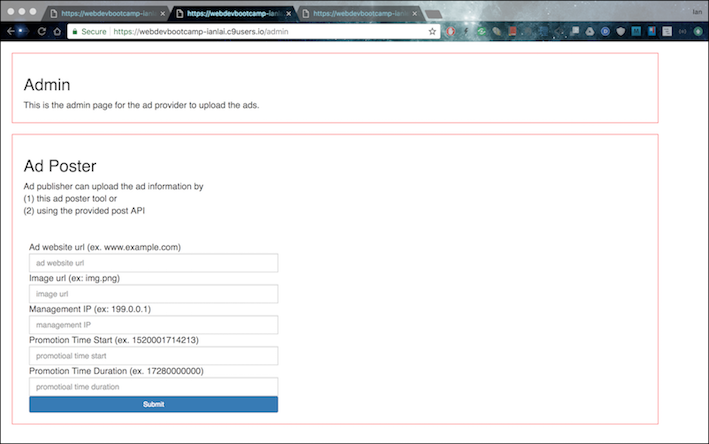 https://webdevbootcamp-ianl
https://webdevbootcamp-ianl
https://webdevbootcamp-ianl
Ian
Secure
https://webdevbootcamp-ianlai.c9users.io/admin
Admin
This is the admin page for the ad provider to upload the ads.
Ad Poster
Ad publisher can upload the ad information by
(1) this ad poster tool or
(2) using the provided post API
Ad website url (ex. www.example.com)
ad website url
Image url (ex: img.png)
image url
Management IP (ex: 199.0.0.1)
management IP
Promotion Time Start (ex. 1520001714213)
promotioal time start
Promotion Time Duration (ex. 17280000000)
promotioal time duration
Submit